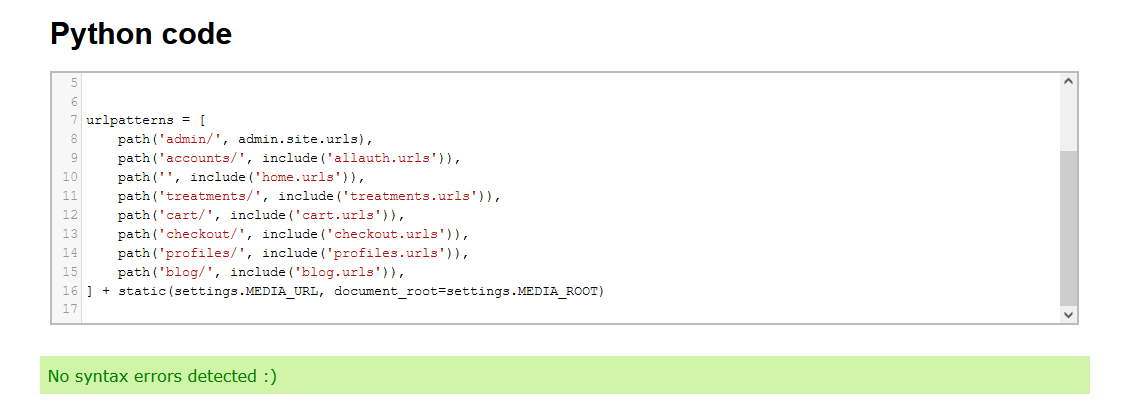 Python code
5
6
7 urlpatterns = [
8     path('admin/', admin.site.urls),
9     path('accounts/', include('allauth.urls')),
10     path('', include('home.urls')),
11     path('treatments/', include('treatments.urls')),
12     path('cart/', include('cart.urls')),
13     path('checkout/', include('checkout.urls')),
14     path('profiles/', include('profiles.urls')),
15     path('blog/', include('blog.urls')),
16 ] + static(settings.MEDIA_URL, document_root=settings.MEDIA_ROOT)
17
No syntax errors detected :)